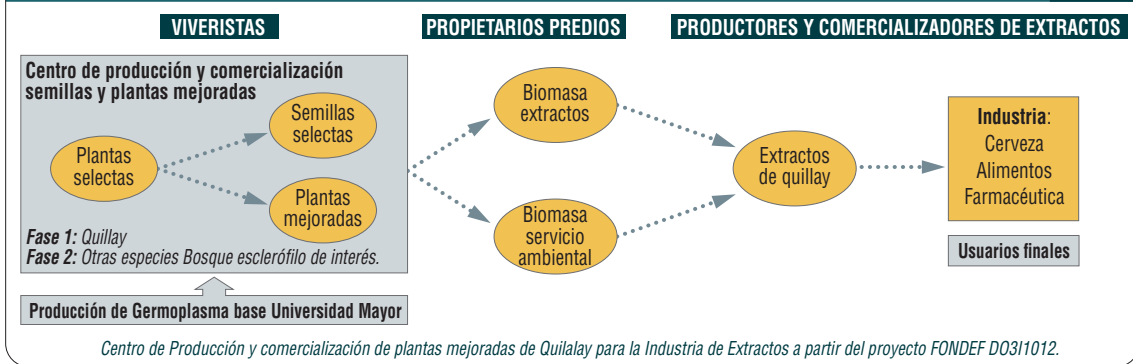 VIVERISTAS
PROPIETARIOS PREDIOS
PRODUCTORES Y COMERCIALIZADORES DE EXTRACTOS
Centro de producción y comercialización
semillas y plantas mejoradas
Plantas
selectas
Semillas
selectas
Plantas
mejoradas
Fase 1: Quillay
Fase 2: Otras especies Bosque esclerófilo de interés.
Producción de Germoplasma base Universidad Mayor
Biomasa
extractos
Biomasa
servicio
ambiental
Extractos
de quillay
Industria:
Cerveza
Alimentos
Farmacéutica
Usuarios finales
Centro de Producción y comercialización de plantas mejoradas de Quilalay para la Industria de Extractos a partir del proyecto FONDEF DO3I1012.